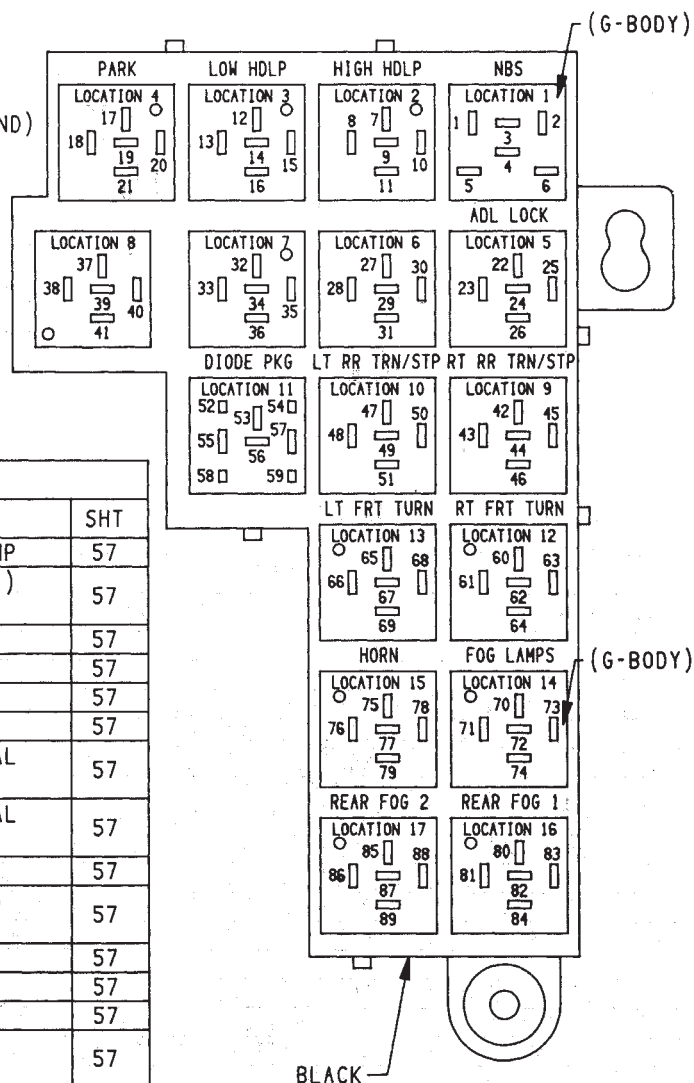 (G-BODY)
PARK LOW HDLP HIGH HDLP NBS
LOCATION 4
17
18
19
20
21
LOCATION 3
12
13
14
15
16
LOCATION 2
8 7
9
10
11
LOCATION 1
1 2
3
4
5 6
ND)
ADL LOCK
LOCATION 8
37
38
39
40
41
LOCATION 7
32
33
34
35
36
LOCATION 6
27 30
28
29
31
LOCATION 5
22 25
23
24
26
DIODE PKG LT RR TRN/STP RT RR TRN/STP
LOCATION 11
52 54
53
55 57
56
58 59
LOCATION 10
47 50
48
49
51
LOCATION 9
42 45
43
44
46
LT FRT TURN RT FRT TURN
LOCATION 13
65 68
66
67
69
LOCATION 12
60 63
61
62
64
HORN FOG LAMPS
(G-BODY)
LOCATION 15
75 78
76
77
79
LOCATION 14
70 73
71
72
74
REAR FOG 2 REAR FOG 1
LOCATION 17
85 88
86
87
89
LOCATION 16
80 83
81
82
84
BLACK
SHT
MP 57
) 57
57
57
57
57
AL 57
AL 57
57
57
57
57
57
57